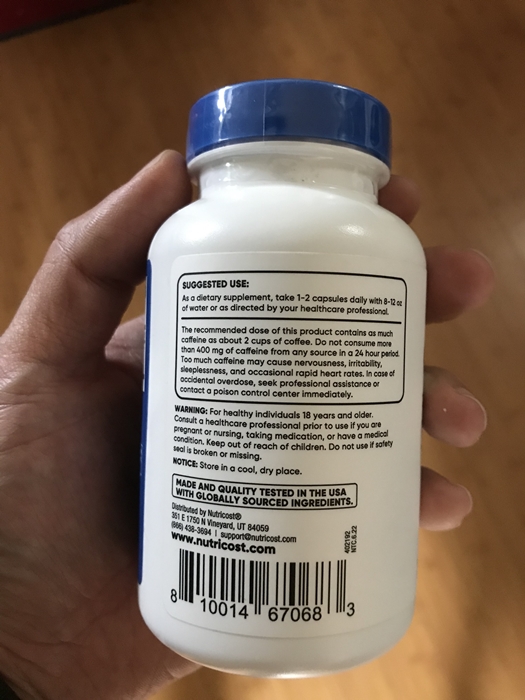 SUGGESTED USE:
As a dietary supplement, take 1-2 capsules daily with 8-12 oz
of water or as directed by your healthcare professional.
The recommended dose of this product contains as much
caffeine as about 2 cups of coffee. Do not consume more
than 400 mg of caffeine from any source in a 24 hour period.
Too much caffeine may cause nervousness, irritability,
sleeplessness, and occasional rapid heart rates. In case of
accidental overdose, seek professional assistance or
contact a poison control center immediately.
WARNING: For healthy individuals 18 years and older.
Consult a healthcare professional prior to use if you are
pregnant or nursing, taking medication, or have a medical
condition. Keep out of reach of children. Do not use if safety
seal is broken or missing.
NOTICE: Store in a cool, dry place.
MADE AND QUALITY TESTED IN THE USA
WITH GLOBALLY SOURCED INGREDIENTS.
Distributed by Nutricost®
351 E 1750 N Vineyard, UT 84059
(866) 438-3694 | support@nutricost.com
www.nutricost.com
402192
NTC.6.22
8 10014 67068 3